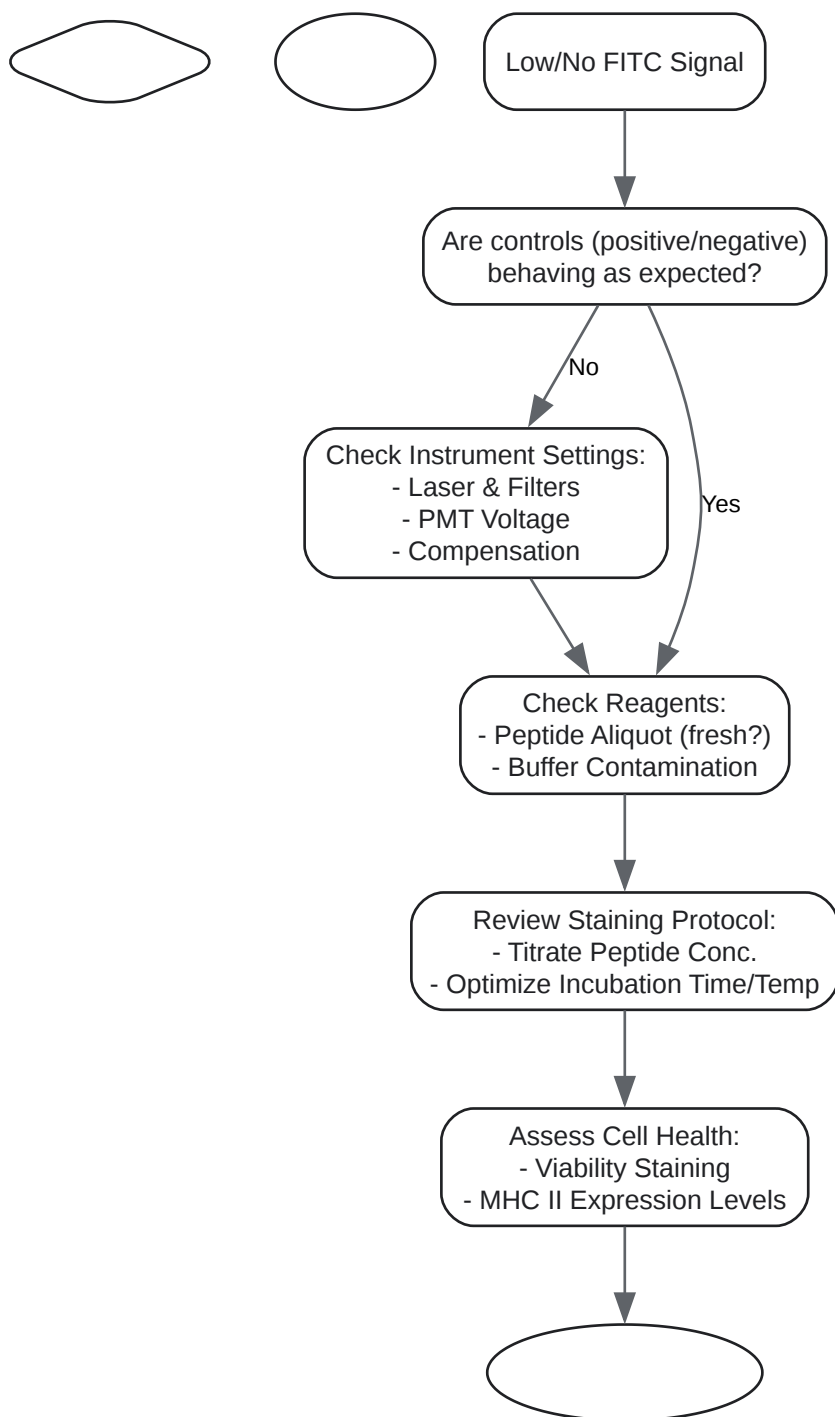 Low/No FITC Signal
Are controls (positive/negative)
behaving as expected?
No
Check Instrument Settings:
- Laser & Filters
- PMT Voltage
- Compensation
Yes
Check Reagents:
- Peptide Aliquot (fresh?)
- Buffer Contamination
Review Staining Protocol:
- Titrate Peptide Conc.
- Optimize Incubation Time/Temp
Assess Cell Health:
- Viability Staining
- MHC II Expression Levels